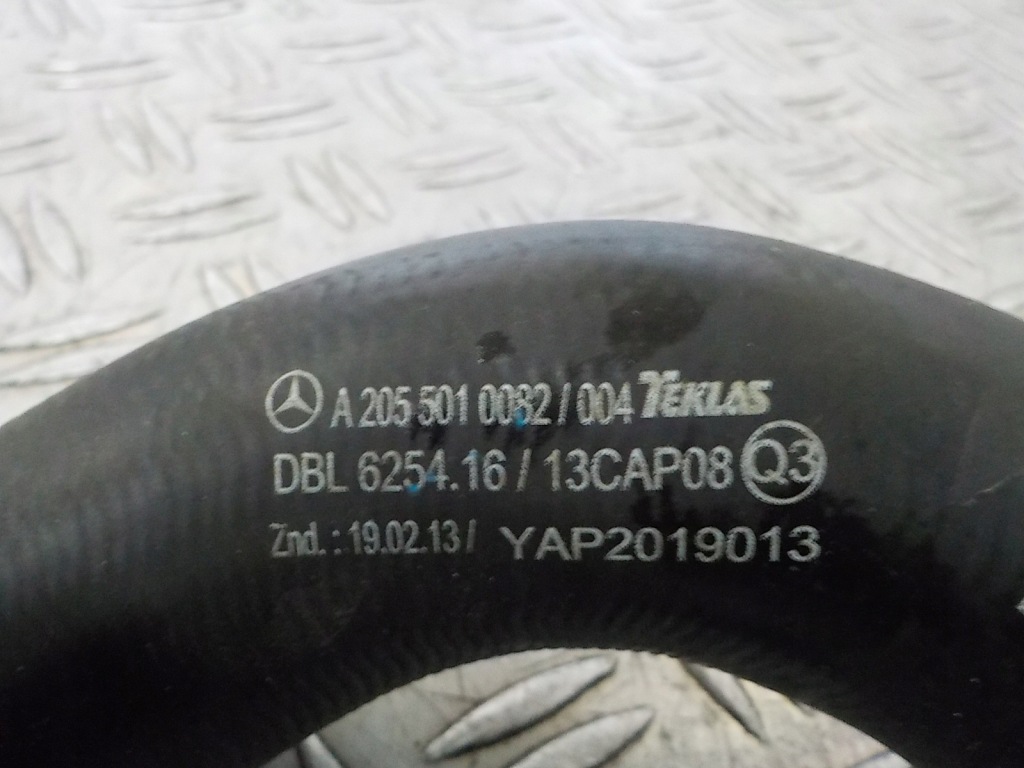 A 205 501 0082 / 004 TEKLAS
DBL 6254.16 / 13CAP08 Q3
Znd.: 19.02.13/ YAP2019013